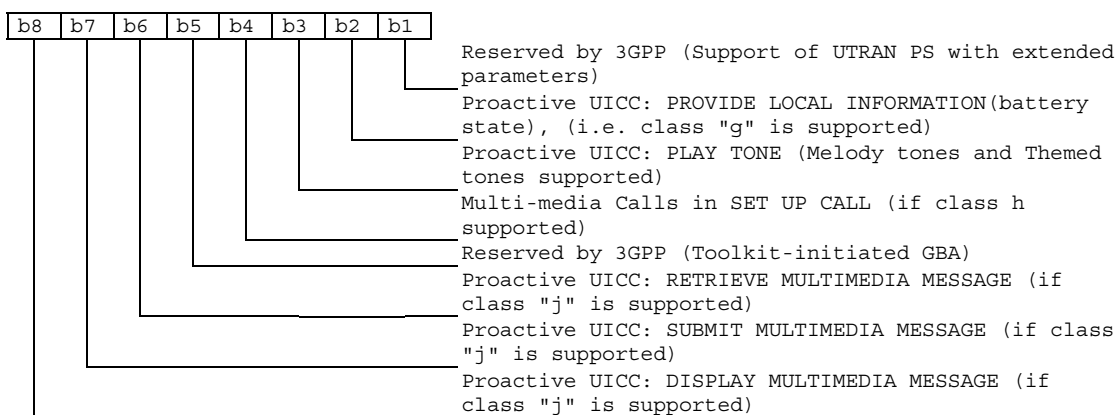 b8 b7 b6 b5 b4 b3 b2 b1
Reserved by 3GPP (Support of UTRAN PS with extended
parameters)
Proactive UICC: PROVIDE LOCAL INFORMATION(battery
state), (i.e. class "g" is supported)
Proactive UICC: PLAY TONE (Melody tones and Themed
tones supported)
Multi-media Calls in SET UP CALL (if class h
supported)
Reserved by 3GPP (Toolkit-initiated GBA)
Proactive UICC: RETRIEVE MULTIMEDIA MESSAGE (if
class "j" is supported)
Proactive UICC: SUBMIT MULTIMEDIA MESSAGE (if class
"j" is supported)
Proactive UICC: DISPLAY MULTIMEDIA MESSAGE (if
class "j" is supported)